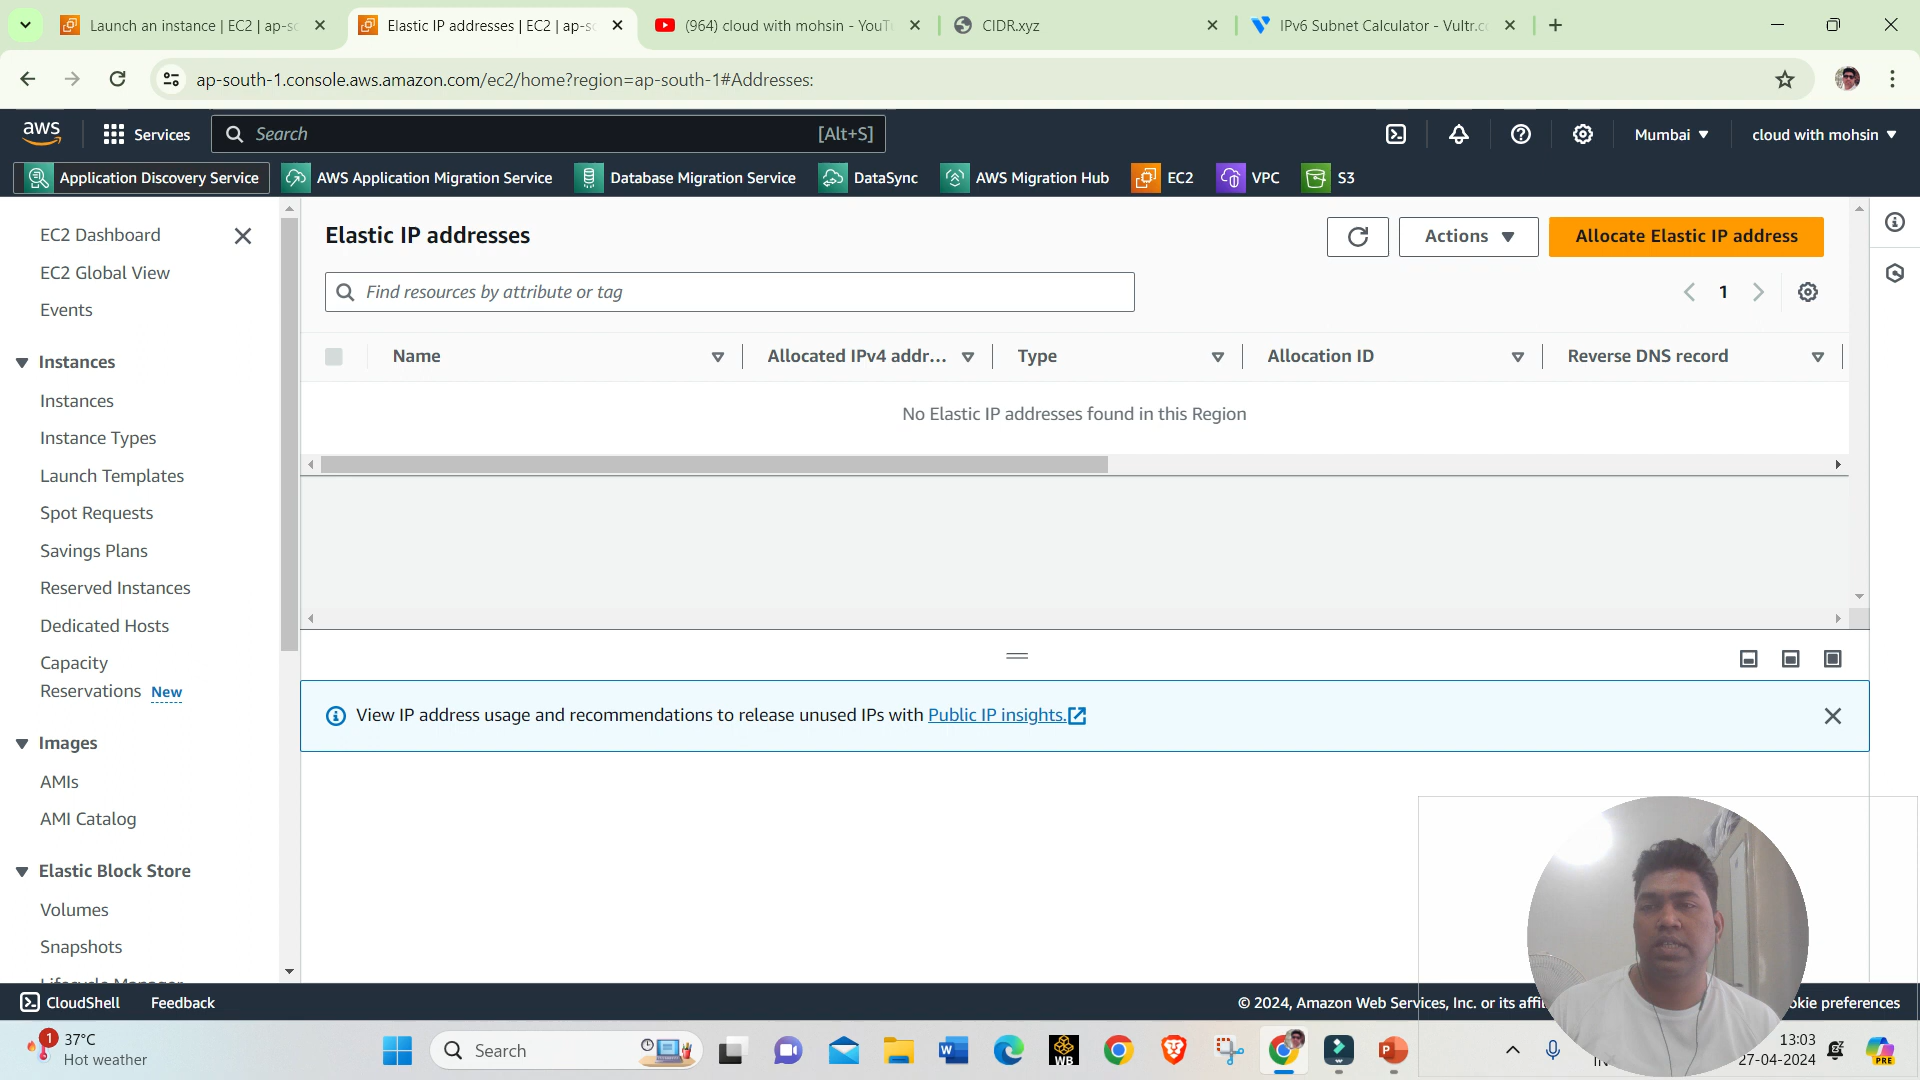 Launch an instance | EC2 | ap-sc
Elastic IP addresses | EC2 | ap-sc
(964) cloud with mohsin - YouT
CIDR.xyz
IPv6 Subnet Calculator - Vultr.c
ap-south-1.console.aws.amazon.com/ec2/home?region=ap-south-1#Addresses:
aws
Services
Search
[Alt+S]
Mumbai
cloud with mohsin
Application Discovery Service
AWS Application Migration Service
Database Migration Service
DataSync
AWS Migration Hub
EC2
VPC
S3
EC2 Dashboard
EC2 Global View
Events
Instances
Instances
Instance Types
Launch Templates
Spot Requests
Savings Plans
Reserved Instances
Dedicated Hosts
Capacity
Reservations New
Images
AMIs
AMI Catalog
Elastic Block Store
Volumes
Snapshots
Elastic IP addresses
Actions
Allocate Elastic IP address
Find resources by attribute or tag
1
Name
Allocated IPv4 addr...
Type
Allocation ID
Reverse DNS record
No Elastic IP addresses found in this Region
View IP address usage and recommendations to release unused IPs with Public IP insights.
CloudShell
Feedback
© 2024, Amazon Web Services, Inc. or its affi
okie preferences
1
37°C
Hot weather
Search
WB
13:03
27-04-2024
PRE